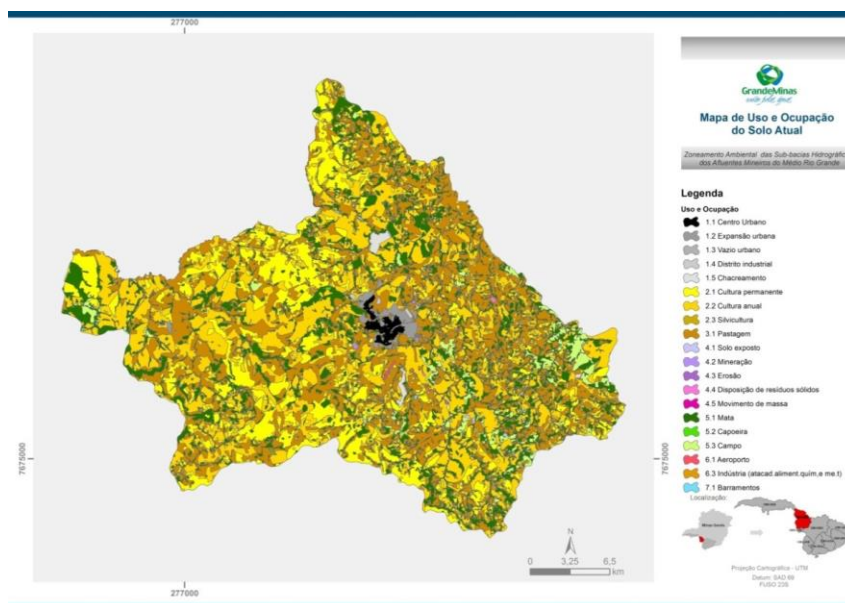 277000
GrandeMinas
Mapa de Uso e Ocupação
do Solo Atual
Zoneamento Ambiental das Sub-bacias Hidrográfic
dos Afluentes Mineiros do Médio Rio Grande
Legenda
Uso e Ocupação
1.1 Centro Urbano
1.2 Expansão urbana
1.3 Vazio urbano
1.4 Distrito industrial
1.5 Chacreamento
2.1 Cultura permanente
2.2 Cultura anual
2.3 Silvicultura
3.1 Pastagem
4.1 Solo exposto
4.2 Mineração
4.3 Erosão
4.4 Disposição de resíduos sólidos
4.5 Movimento de massa
5.1 Mata
5.2 Capoeira
5.3 Campo
6.1 Aeroporto
6.3 Indústria (atacad.aliment.quim,e me.t)
7.1 Barramentos
Localização
Minas Gerais
7675000
7675000
N
0 3,25 6,5
km
Projeção Cartográfica - UTM
Datum: SAD 69
FUSO 23S
277000